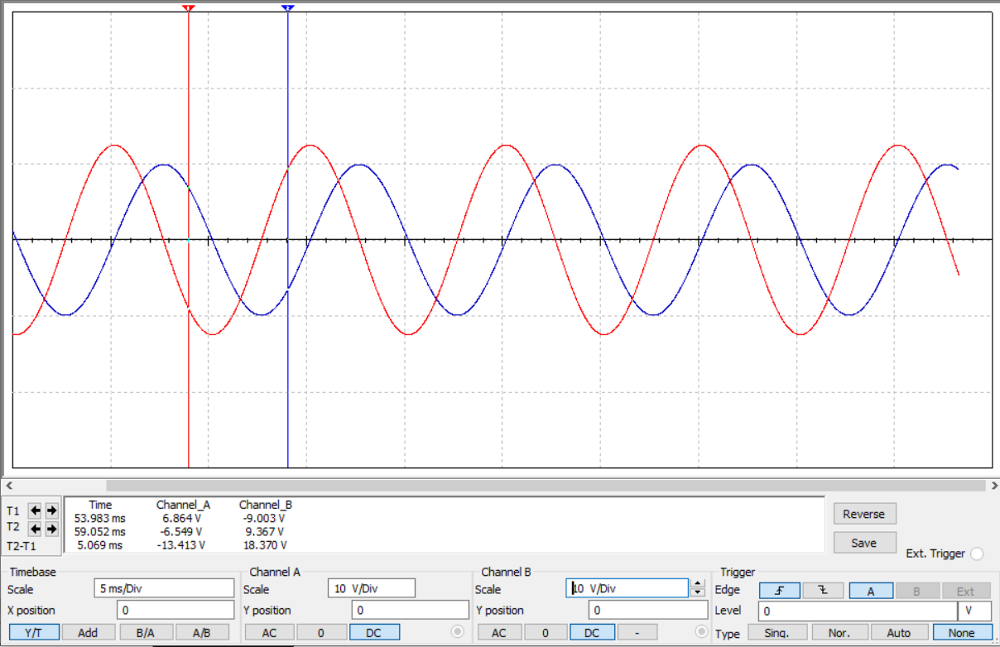 1 2
Time Channel_A Channel_B
T1 53.983 ms 6.864 V -9.003 V
T2 59.052 ms -6.549 V 9.367 V
T2-T1 5.069 ms -13.413 V 18.370 V
Reverse
Save
Ext. Trigger
Timebase
Scale 5 ms/Div
X position 0
Y/T Add B/A A/B
Channel A
Scale 10 V/Div
Y position 0
AC 0 DC
Channel B
Scale 10 V/Div
Y position 0
AC 0 DC -
Trigger
Edge A B Ext
Level 0 V
Type Sing. Nor. Auto None